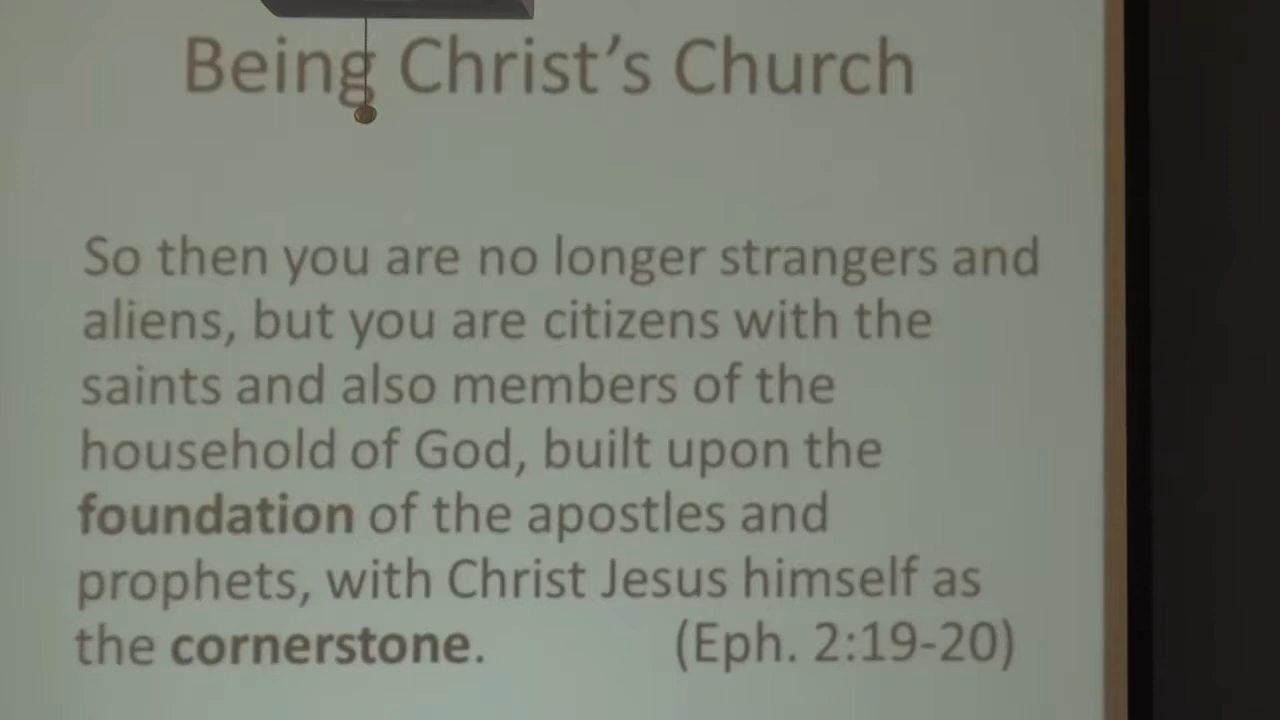 Being Christ’s Church
So then you are no longer strangers and
aliens, but you are citizens with the
saints and also members of the
household of God, built upon the
foundation of the apostles and
prophets, with Christ Jesus himself as
the cornerstone. (Eph. 2:19-20)